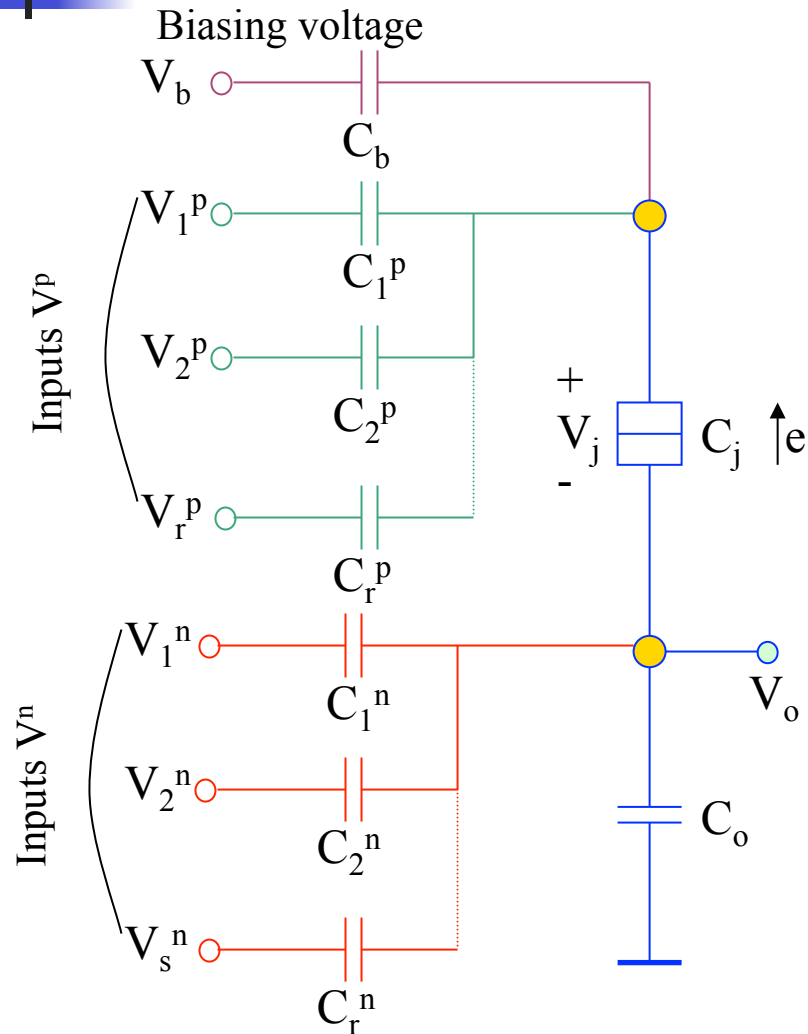 Biasing voltage
V_b
C_b
Inputs V^p
V_1^p
C_1^p
V_2^p
C_2^p
V_r^p
C_r^p
+
V_j
-
C_j
e
Inputs V^n
V_1^n
C_1^n
V_2^n
C_2^n
V_s^n
C_r^n
V_o
C_o